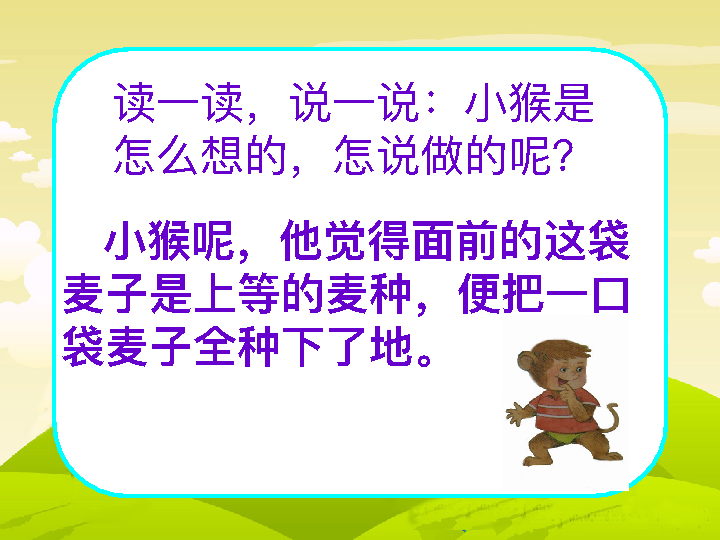 读一读，说一说：小猴是
怎么想的，怎说做的呢？
小猴呢，他觉得面前的这袋
麦子是上等的麦种，便把一口
袋麦子全种下了地。